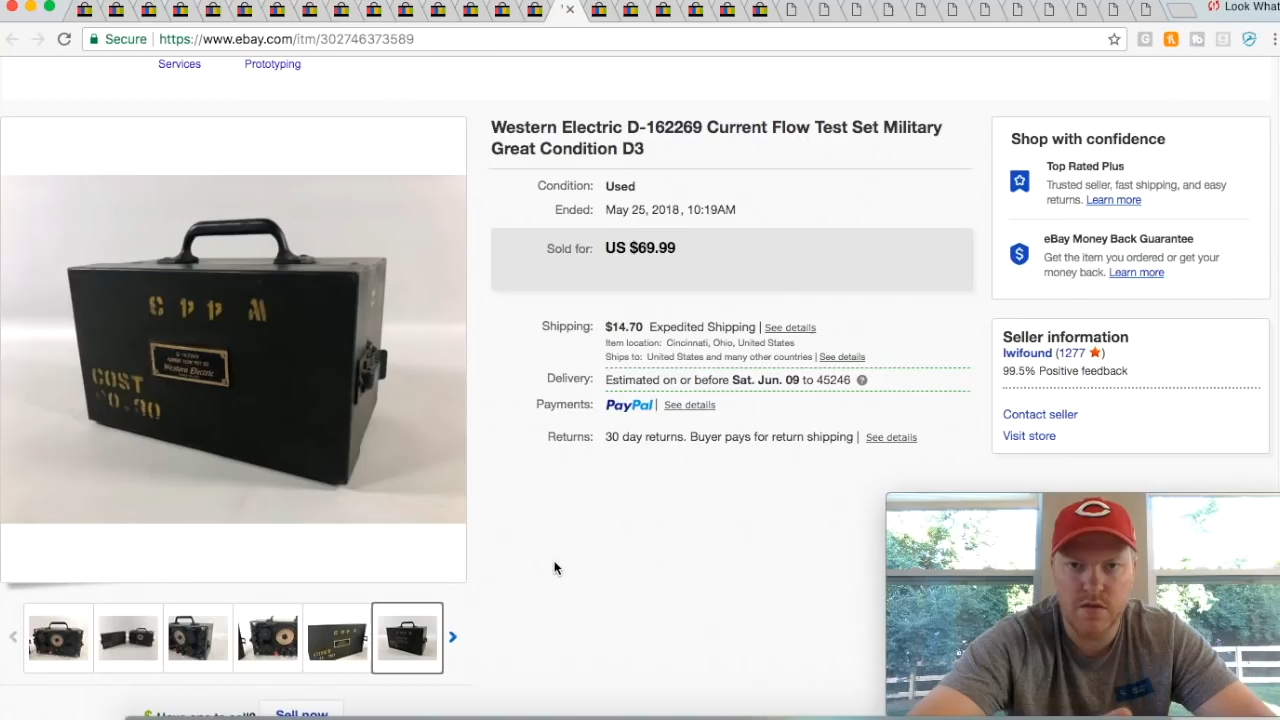 Look What
Secure
https://www.ebay.com/itm/302746373589
Services
Prototyping
Western Electric D-162269 Current Flow Test Set Military
Great Condition D3
Condition: Used
Ended: May 25, 2018, 10:19AM
Sold for: US $69.99
Shipping: $14.70 Expedited Shipping | See details
Item location: Cincinnati, Ohio, United States
Ships to: United States and many other countries | See details
Delivery: Estimated on or before Sat. Jun. 09 to 45246
Payments: PayPal | See details
Returns: 30 day returns. Buyer pays for return shipping | See details
Shop with confidence
Top Rated Plus
Trusted seller, fast shipping, and easy
returns. Learn more
eBay Money Back Guarantee
Get the item you ordered or get your
money back. Learn more
Seller information
lwifound (1277)
99.5% Positive feedback
Contact seller
Visit store
Western Electric
COST
Have one to sell? Sell now